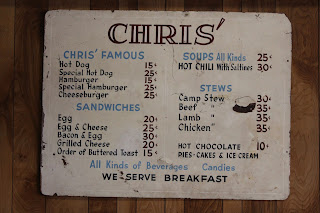 CHRIS'
CHRIS' FAMOUS
Hot Dog 15¢
Special Hot Dog 25¢
Hamburger 15¢
Special Hamburger 25¢
Cheeseburger 25¢
SANDWICHES
Egg 20¢
Egg & Cheese 25¢
Bacon & Egg 30¢
Grilled Cheese 20¢
Order of Buttered Toast 15¢
SOUPS All Kinds 25¢
HOT CHILI With Saltines 30¢
STEWS
Camp Stew 30¢
Beef " 35¢
Lamb " 35¢
Chicken " 35¢
HOT CHOCOLATE 10¢
PIES-CAKES & ICE CREAM
All Kinds of Beverages Candies
WE SERVE BREAKFAST